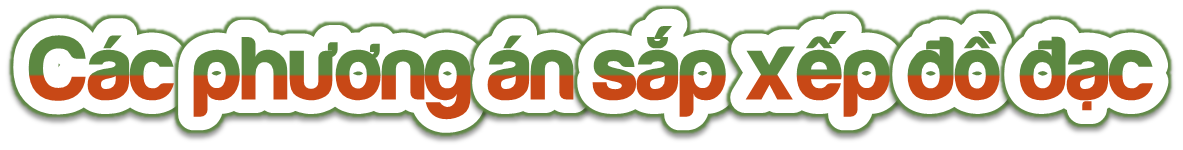 Các phương án sắp xếp đồ đạc